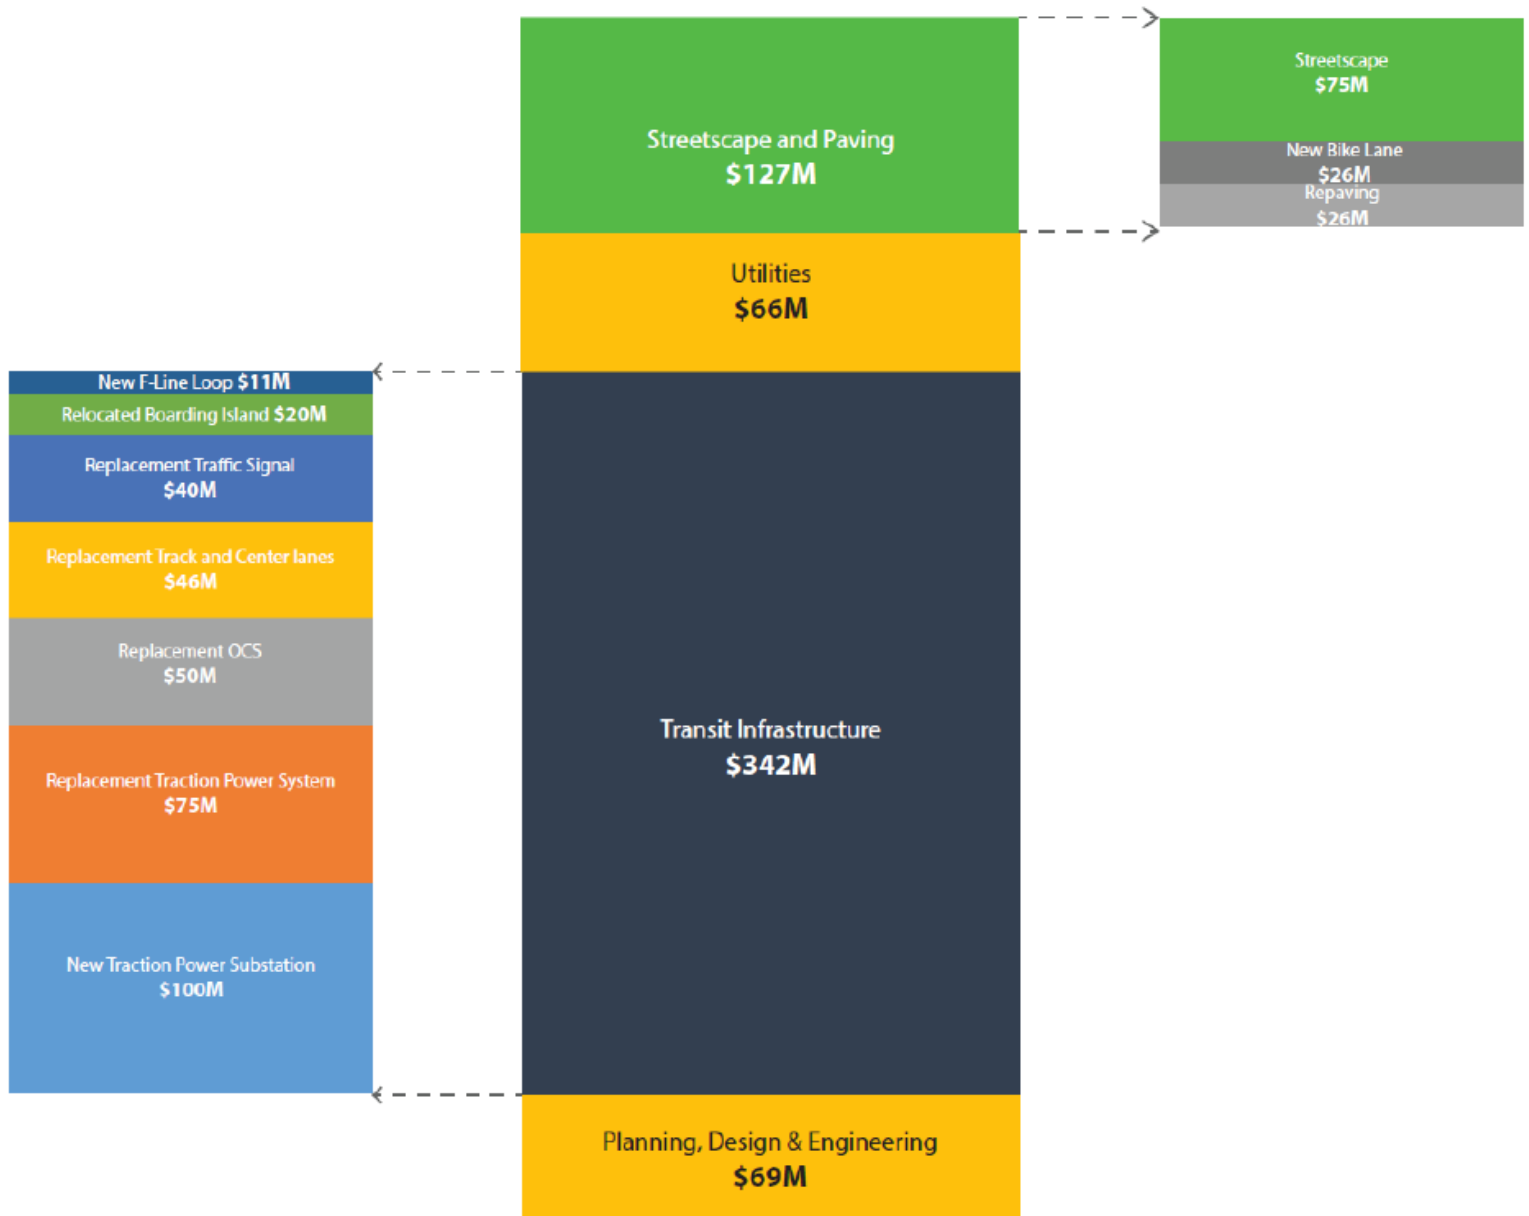 Streetscape and Paving
$127M
Utilities
$66M
Transit Infrastructure
$342M
Planning, Design & Engineering
$69M
Streetscape
$75M
New Bike Lane
$26M
Repaving
$26M
New F-Line Loop $11M
Relocated Boarding Island $20M
Replacement Traffic Signal
$40M
Replacement Track and Center lanes
$46M
Replacement OCS
$50M
Replacement Traction Power System
$75M
New Traction Power Substation
$100M